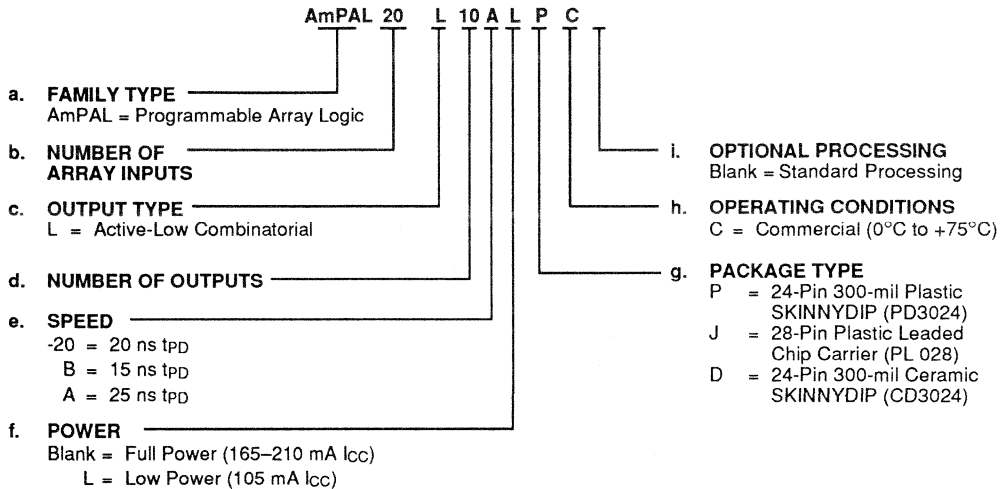 AmPAL 20 L 10 A L P C
a. FAMILY TYPE
AmPAL = Programmable Array Logic
b. NUMBER OF
ARRAY INPUTS
c. OUTPUT TYPE
L = Active-Low Combinatorial
d. NUMBER OF OUTPUTS
e. SPEED
-20 = 20 ns tPD
B = 15 ns tPD
A = 25 ns tPD
f. POWER
Blank = Full Power (165–210 mA ICC)
L = Low Power (105 mA ICC)
i. OPTIONAL PROCESSING
Blank = Standard Processing
h. OPERATING CONDITIONS
C = Commercial (0°C to +75°C)
g. PACKAGE TYPE
P = 24-Pin 300-mil Plastic
SKINNYDIP (PD3024)
J = 28-Pin Plastic Leaded
Chip Carrier (PL 028)
D = 24-Pin 300-mil Ceramic
SKINNYDIP (CD3024)